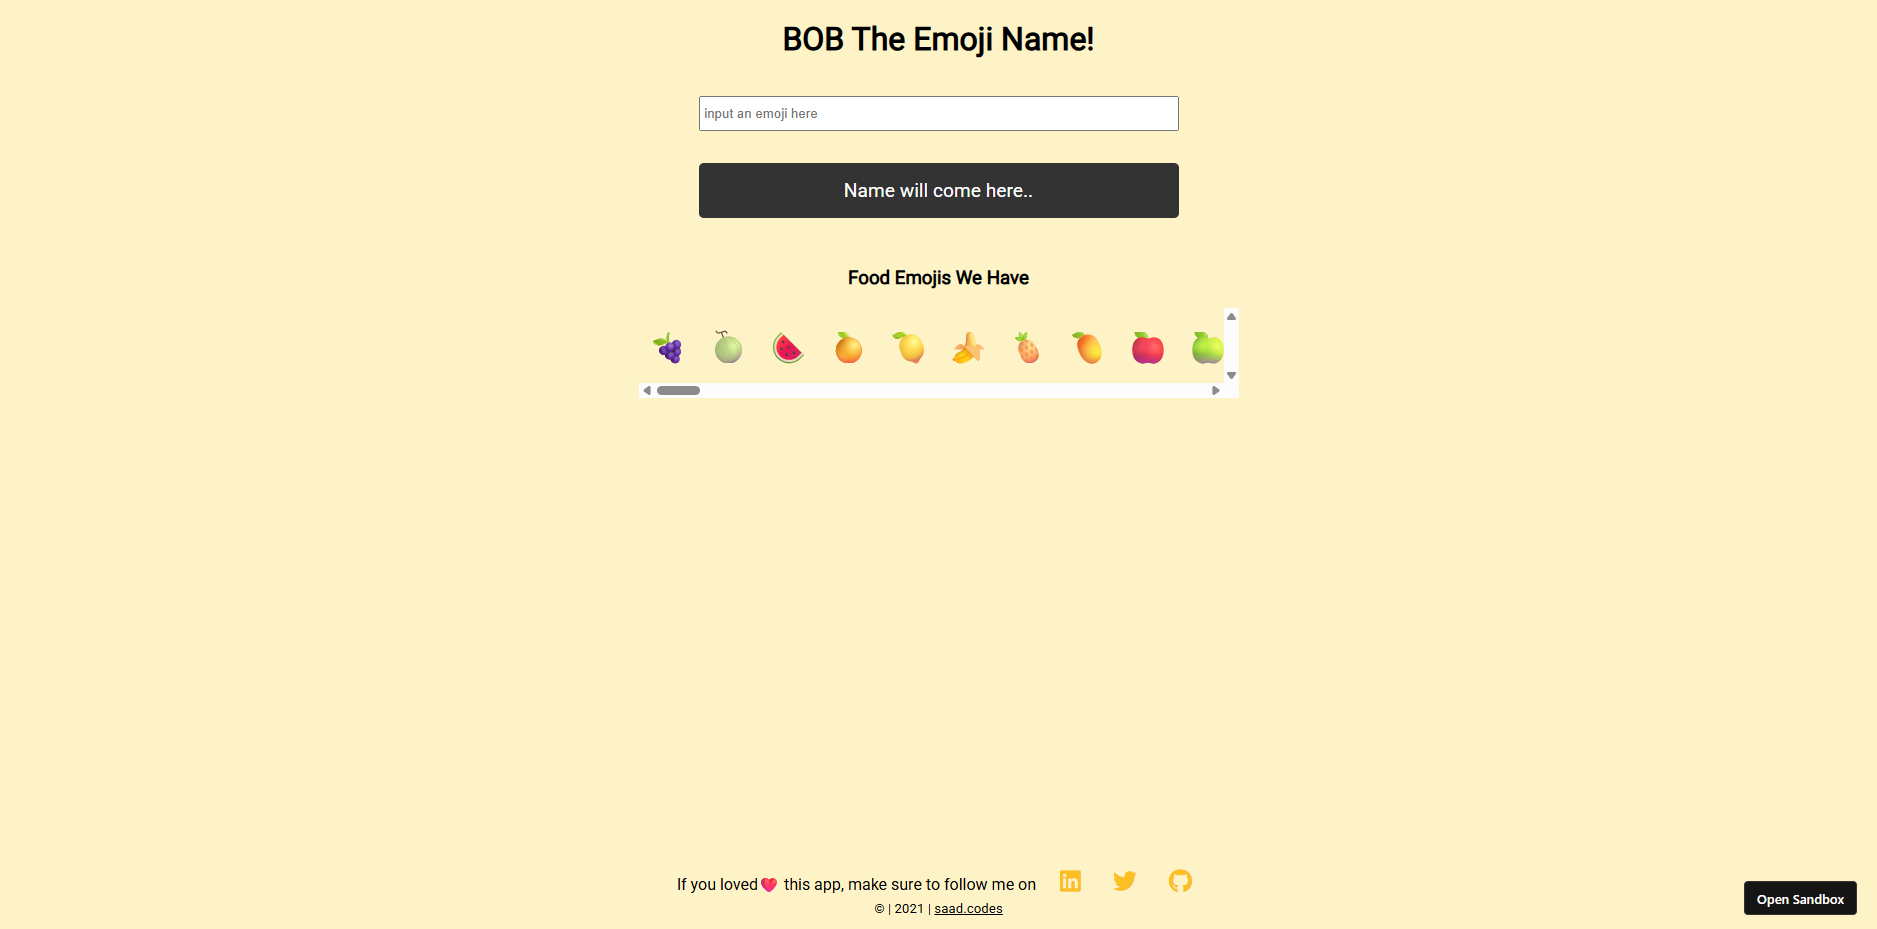 BOB The Emoji Name!
input an emoji here
Name will come here..
Food Emojis We Have
If you loved❤️ this app, make sure to follow me on
© | 2021 | saad.codes
Open Sandbox